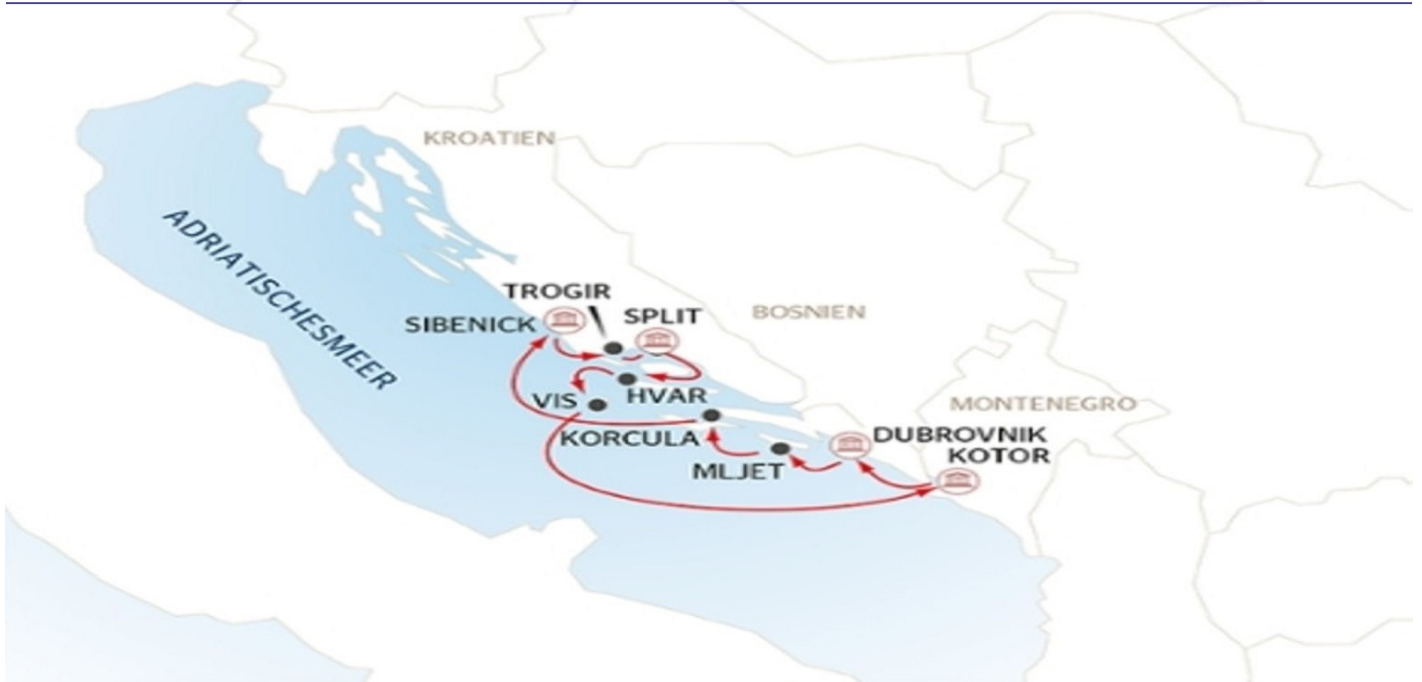 KROATIEN
ADRIATISCHESMEER
TROGIR
SIBENICK
SPLIT
BOSNIEN
VIS
HVAR
MONTENEGRO
KORCULA
DUBROVNIK
KOTOR
MLJET